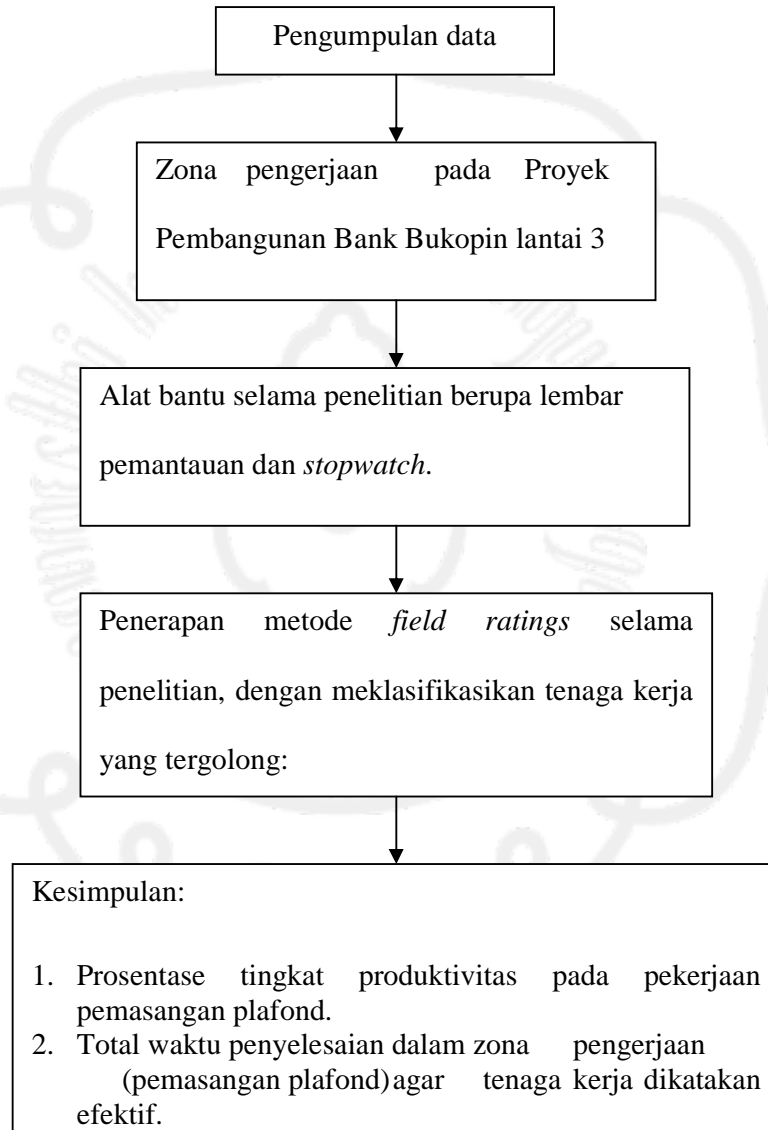 Pengumpulan data
Zona pengerjaan pada Proyek
Pembangunan Bank Bukopin lantai 3
Alat bantu selama penelitian berupa lembar
pemantauan dan stopwatch.
Penerapan metode field ratings selama
penelitian, dengan meklasifikasikan tenaga kerja
yang tergolong:
Kesimpulan:
1. Prosentase tingkat produktivitas pada pekerjaan
pemasangan plafond.
2. Total waktu penyelesaian dalam zona pengerjaan
(pemasangan plafond)agar tenaga kerja dikatakan
efektif.